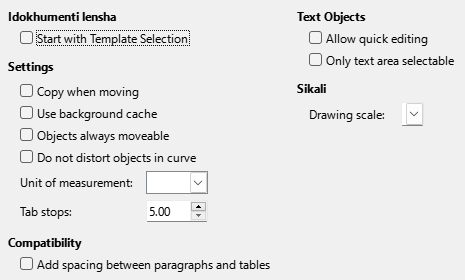 Idokhumenti lensha
Start with Template Selection
Settings
Copy when moving
Use background cache
Objects always moveable
Do not distort objects in curve
Unit of measurement:
Tab stops: 5.00
Compatibility
Add spacing between paragraphs and tables
Text Objects
Allow quick editing
Only text area selectable
Sikali
Drawing scale: